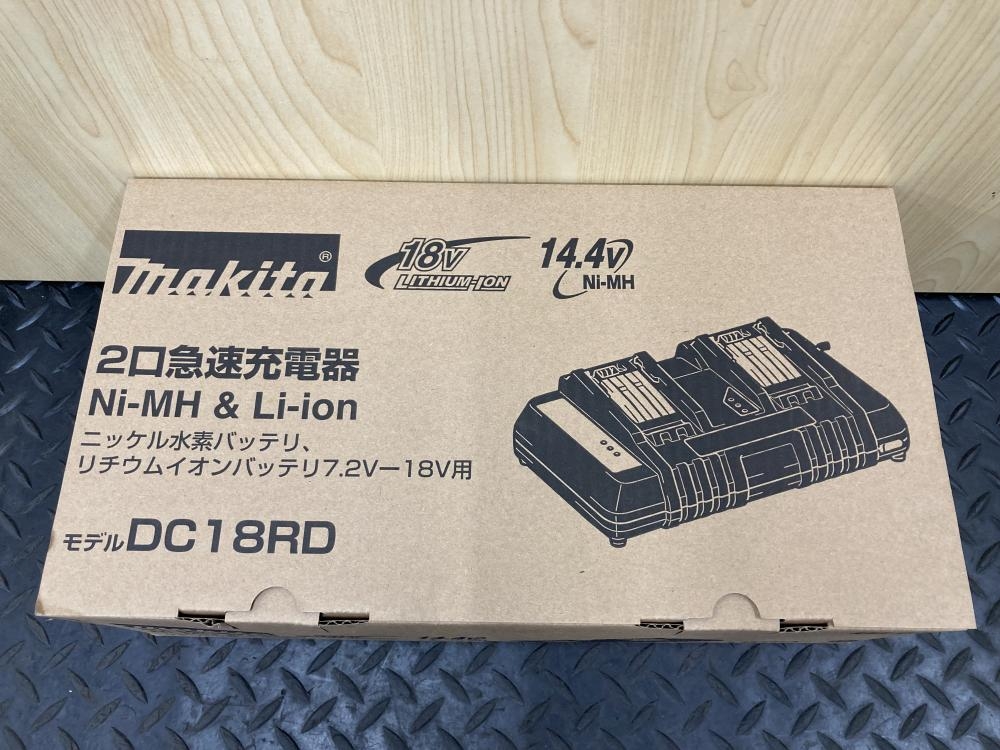 makita®
18V
LITHIUM-ION
14.4V
Ni-MH
2口急速充電器
Ni-MH & Li-ion
ニッケル水素バッテリ、
リチウムイオンバッテリ7.2V－18V用
モデルDC18RD
14.4V